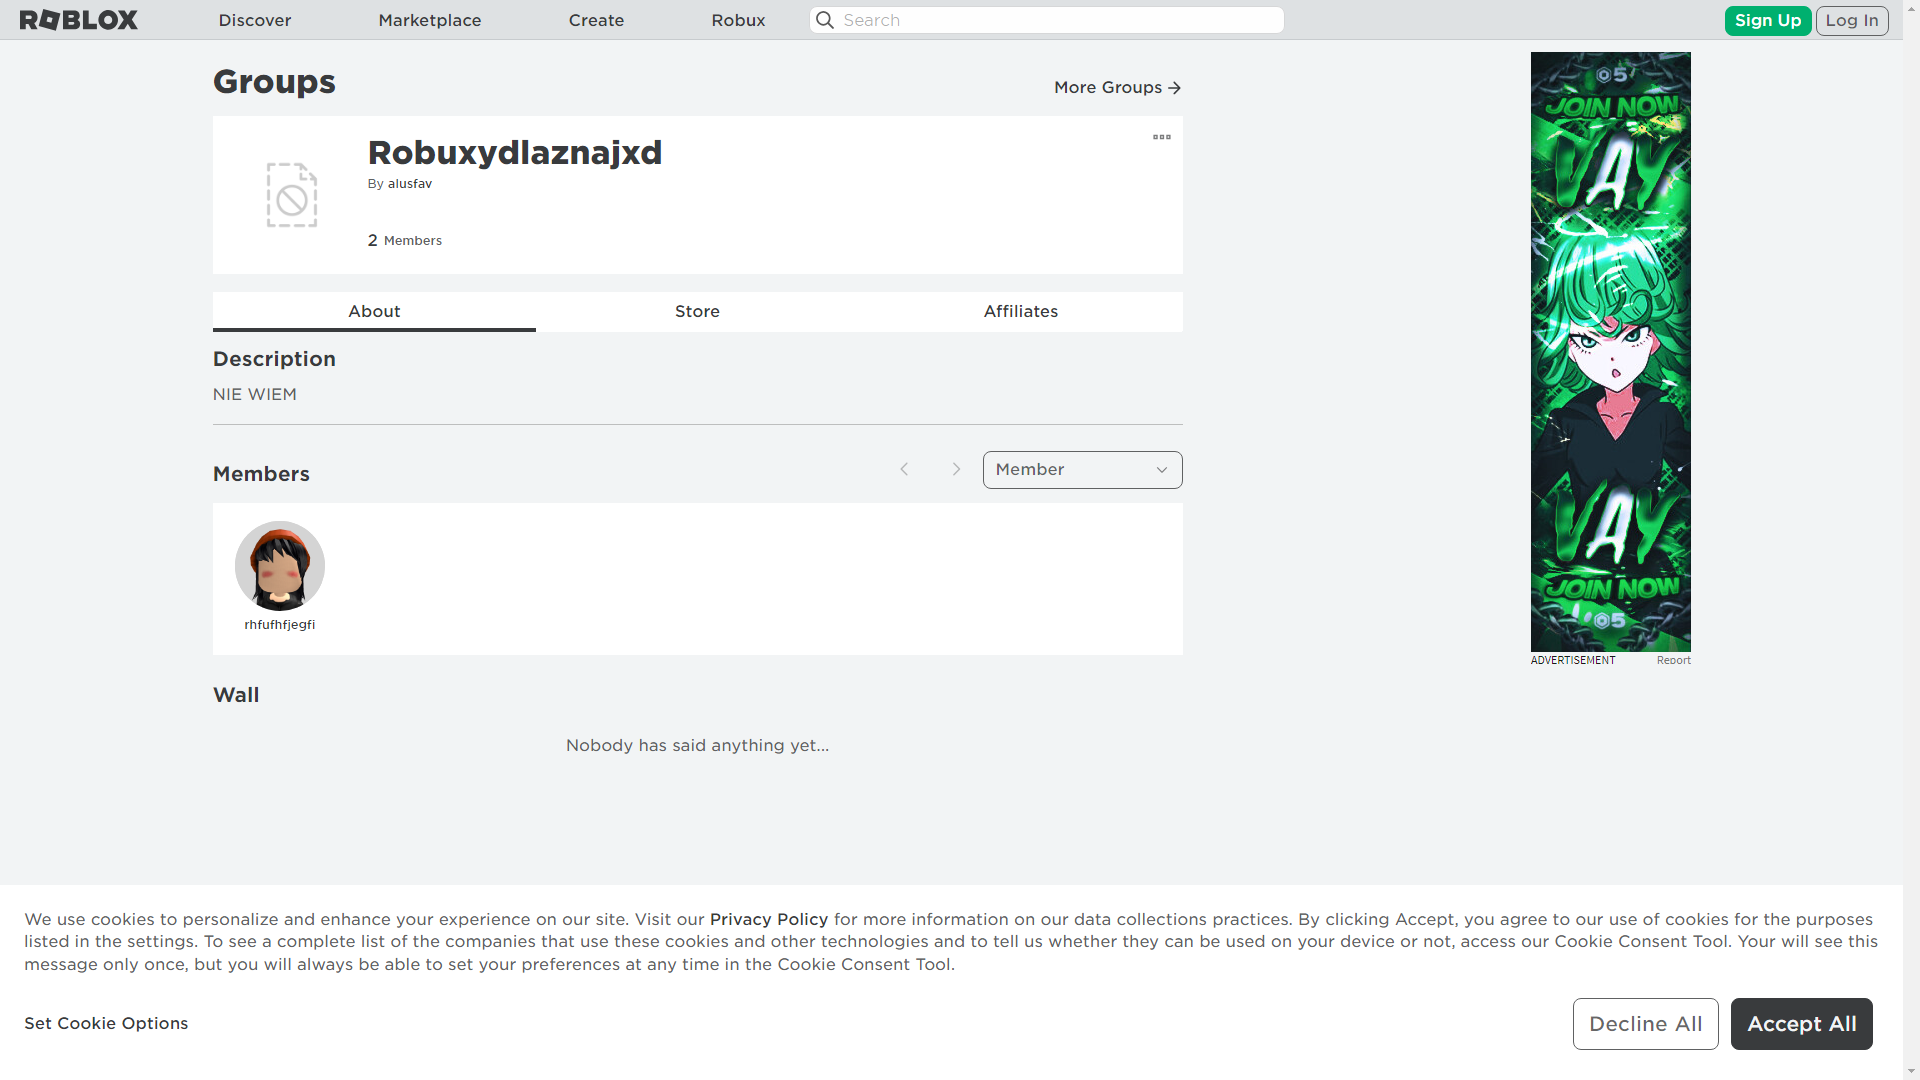 ROBLOX
Discover
Marketplace
Create
Robux
Search
Sign Up
Log In
Groups
More Groups
Robuxydlaznajxd
By alusfav
2 Members
About
Store
Affiliates
Description
NIE WIEM
Members
Member
rhfufhfjegfi
Wall
Nobody has said anything yet...
5
JOIN NOW
VAY
VAY
JOIN NOW
5
ADVERTISEMENT
Report
We use cookies to personalize and enhance your experience on our site. Visit our Privacy Policy for more information on our data collections practices. By clicking Accept, you agree to our use of cookies for the purposes
listed in the settings. To see a complete list of the companies that use these cookies and other technologies and to tell us whether they can be used on your device or not, access our Cookie Consent Tool. Your will see this
message only once, but you will always be able to set your preferences at any time in the Cookie Consent Tool.
Set Cookie Options
Decline All
Accept All